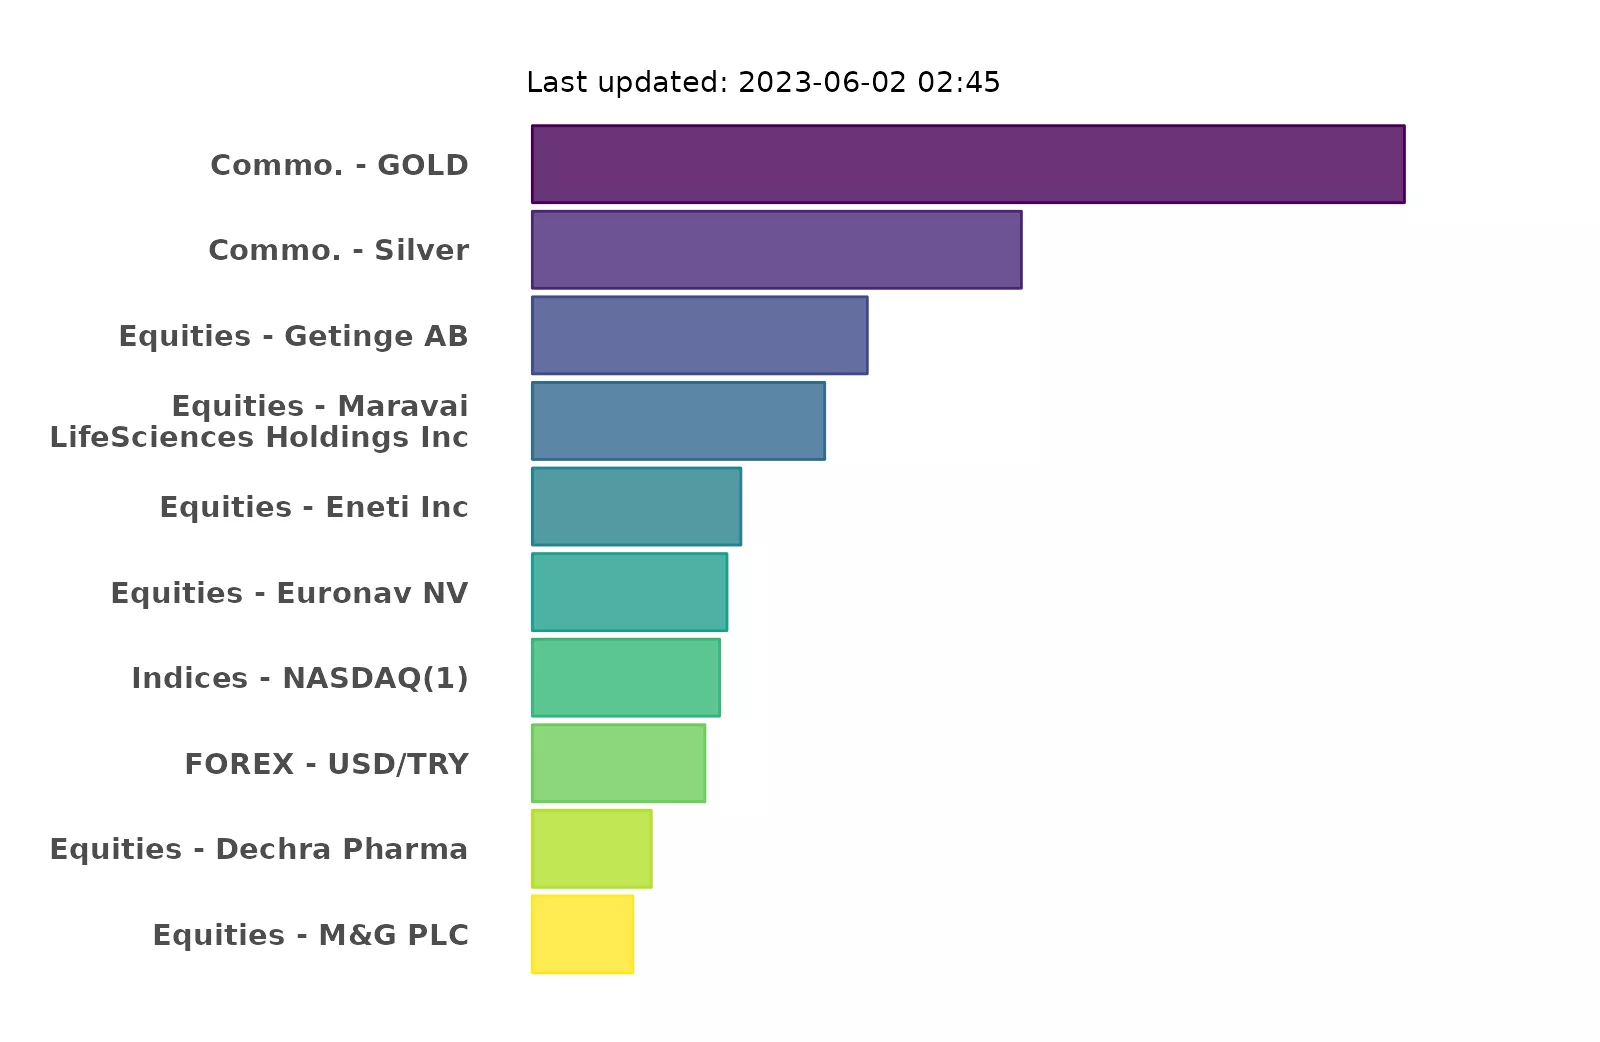 Last updated: 2023-06-02 02:45
Commo. - GOLD
Commo. - Silver
Equities - Getinge AB
Equities - Maravai
LifeSciences Holdings Inc
Equities - Eneti Inc
Equities - Euronav NV
Indices - NASDAQ(1)
FOREX - USD/TRY
Equities - Dechra Pharma
Equities - M&G PLC